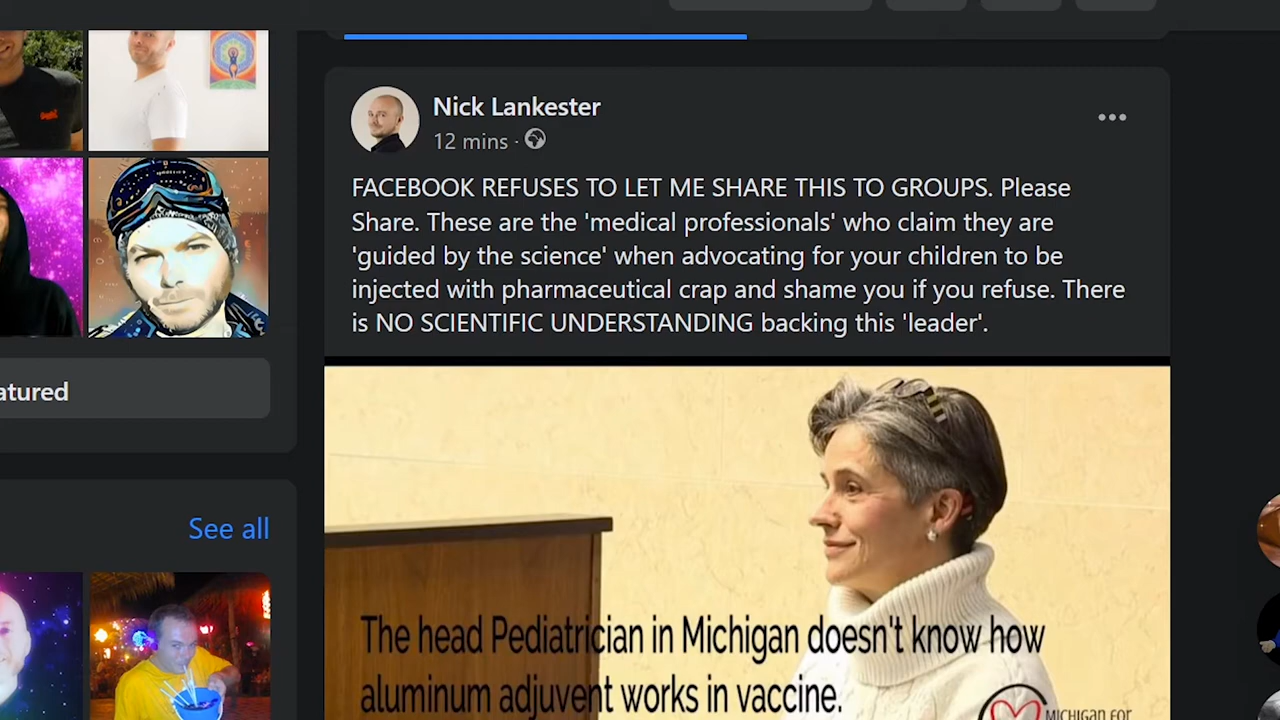 Nick Lankester
12 mins ·
FACEBOOK REFUSES TO LET ME SHARE THIS TO GROUPS. Please
Share. These are the 'medical professionals' who claim they are
'guided by the science' when advocating for your children to be
injected with pharmaceutical crap and shame you if you refuse. There
is NO SCIENTIFIC UNDERSTANDING backing this 'leader'.
atured
See all
The head Pediatrician in Michigan doesn't know how
aluminum adjuvent works in vaccine.
MICHIGAN FOR